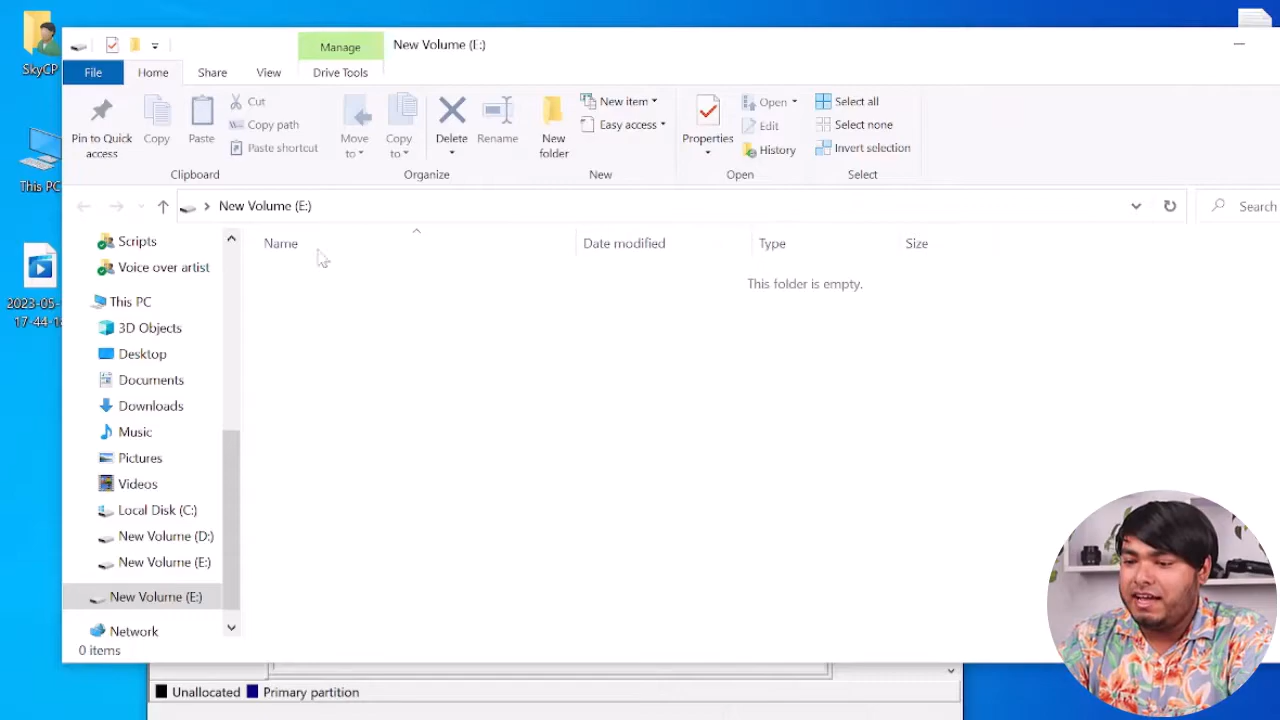 SkyCP
This PC
2023-05-
17-44-1
Manage
New Volume (E:)
File
Home
Share
View
Drive Tools
Pin to Quick
access
Copy
Paste
Cut
Copy path
Paste shortcut
Clipboard
Move
to
Copy
to
Delete
Rename
Organize
New
folder
New item
Easy access
New
Properties
Open
Edit
History
Open
Select all
Select none
Invert selection
Select
New Volume (E:)
Search
Name
Date modified
Type
Size
This folder is empty.
Scripts
Voice over artist
This PC
3D Objects
Desktop
Documents
Downloads
Music
Pictures
Videos
Local Disk (C:)
New Volume (D:)
New Volume (E:)
New Volume (E:)
Network
0 items
Unallocated
Primary partition